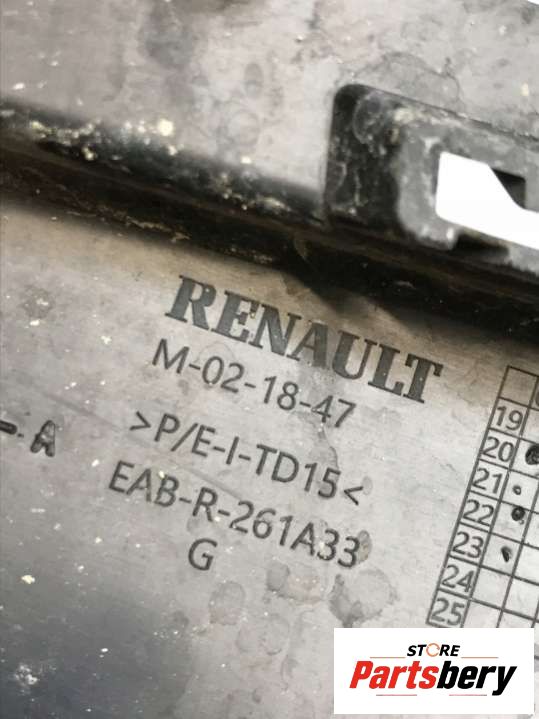 RENAULT
M-02-18-47
>P/E-I-TD15<
EAB-R-261A33
G
-A
19
20
21
22
23
24
25
STORE
Partsbery